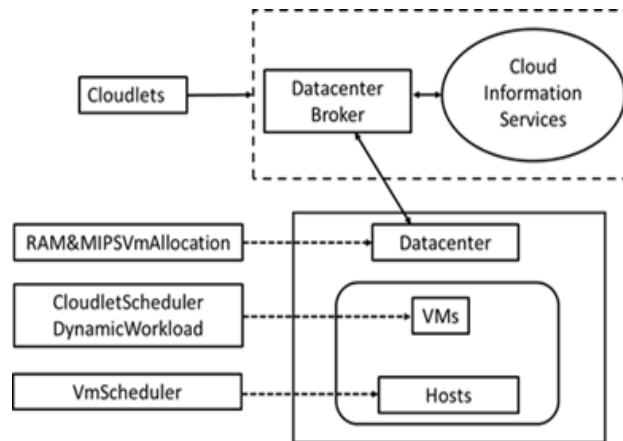 Cloudlets
Datacenter
Broker
Cloud
Information
Services
RAM&MIPSVmAllocation
Datacenter
CloudletScheduler
DynamicWorkload
VMs
VmScheduler
Hosts